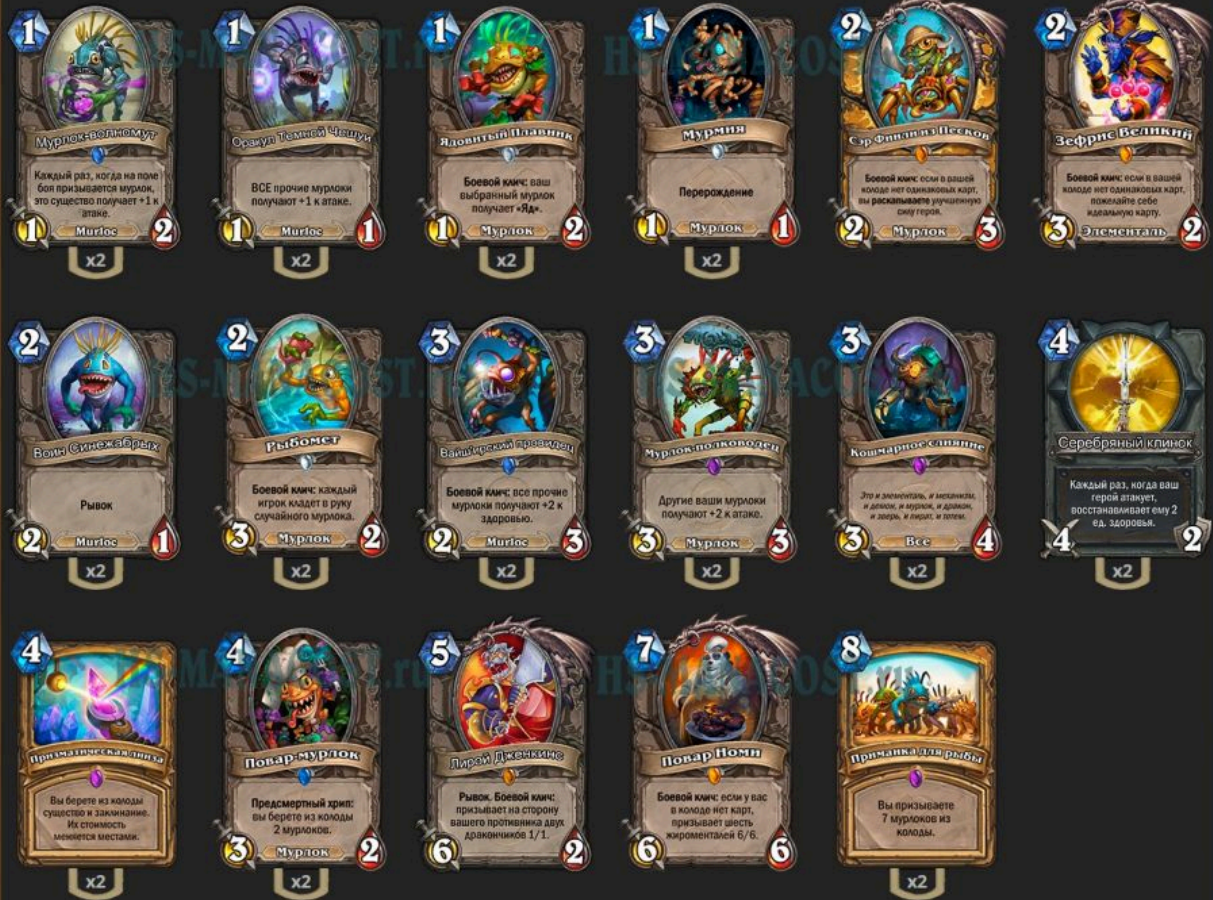 1
Мурлок-волномут
Каждый раз, когда на поле
боя призывается мурлок,
это существо получает +1 к
атаке.
1
Murloc
2
x2
1
Оракул Темной Чешуи
ВСЕ прочие мурлоки
получают +1 к атаке.
1
Murloc
1
x2
1
Ядовитый Плавник
Боевой клич: ваш
выбранный мурлок
получает «Яд».
1
Мурлок
2
x2
1
Мурмия
Перерождение
1
Мурлок
1
x2
2
Сэр Финли из Песков
Боевой клич: если в вашей
колоде нет одинаковых карт,
вы раскапываете улучшенную
силу героя.
2
Мурлок
3
2
Зефрис Великий
Боевой клич: если в вашей
колоде нет одинаковых карт,
пожелайте себе
идеальную карту.
3
Элементаль
2
2
Воин Синежабрых
Рывок
2
Murloc
1
x2
2
Рыбомет
Боевой клич: каждый
игрок кладет в руку
случайного мурлока.
3
Мурлок
2
x2
3
Вайш'ирский провидец
Боевой клич: все прочие
мурлоки получают +2 к
здоровью.
2
Murloc
3
x2
3
Мурлок-полководец
Другие ваши мурлоки
получают +2 к атаке.
3
Мурлок
3
x2
3
Кошмарное слияние
Это и элементаль, и механизм,
и демон, и мурлок, и дракон,
и зверь, и пират, и тотем.
3
Все
4
x2
4
Серебряный клинок
Каждый раз, когда ваш
герой атакует,
восстанавливает ему 2
ед. здоровья.
4
2
x2
4
Призматическая линза
Вы берете из колоды
существо и заклинание.
Их стоимость
меняется местами.
x2
4
Повар-мурлок
Предсмертный хрип:
вы берете из колоды
2 мурлоков.
3
Мурлок
2
x2
5
Лирой Дженкинс
Рывок. Боевой клич:
призывает на сторону
вашего противника двух
дракончиков 1/1.
6
2
7
Повар Номи
Боевой клич: если у вас
в колоде нет карт,
призывает шесть
жироменталей 6/6.
6
6
8
Приманка для рыбы
Вы призываете
7 мурлоков из
колоды.
x2